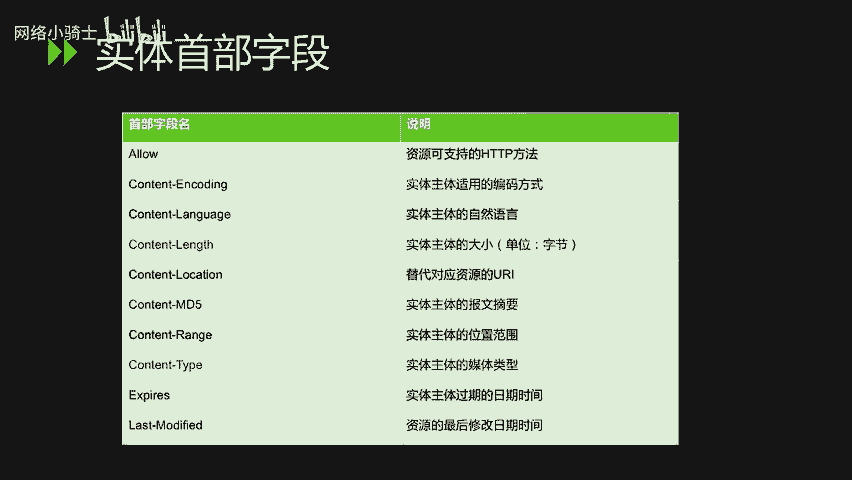 网络小骑士 bilibili
实体首部字段
首部字段名 说明
Allow 资源可支持的HTTP方法
Content-Encoding 实体主体适用的编码方式
Content-Language 实体主体的自然语言
Content-Length 实体主体的大小（单位：字节）
Content-Location 替代对应资源的URI
Content-MD5 实体主体的报文摘要
Content-Range 实体主体的位置范围
Content-Type 实体主体的媒体类型
Expires 实体主体过期的日期时间
Last-Modified 资源的最后修改日期时间